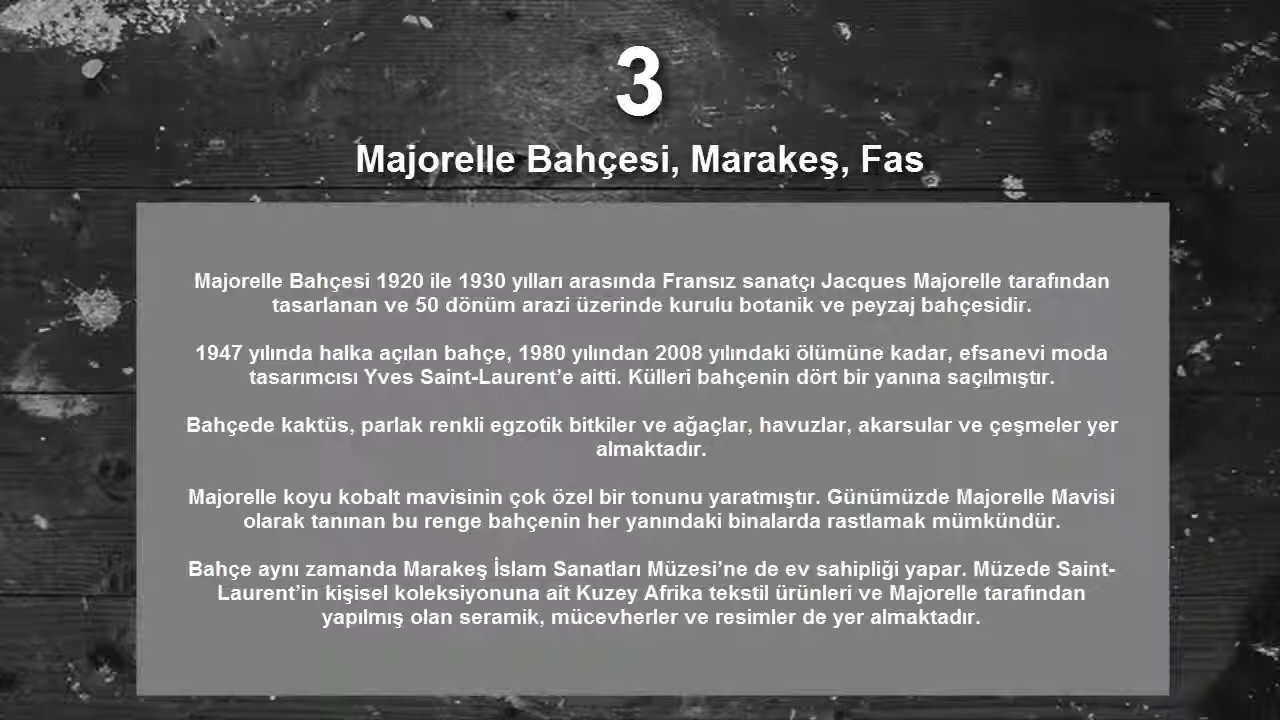 3
Majorelle Bahçesi, Marakeş, Fas
Majorelle Bahçesi 1920 ile 1930 yılları arasında Fransız sanatçı Jacques Majorelle tarafından
tasarlanan ve 50 dönüm arazi üzerinde kurulu botanik ve peyzaj bahçesidir.
1947 yılında halka açılan bahçe, 1980 yılından 2008 yılındaki ölümüne kadar, efsanevi moda
tasarımcısı Yves Saint-Laurent’e aitti. Külleri bahçenin dört bir yanına saçılmıştır.
Bahçede kaktüs, parlak renkli egzotik bitkiler ve ağaçlar, havuzlar, akarsular ve çeşmeler yer
almaktadır.
Majorelle koyu kobalt mavisinin çok özel bir tonunu yaratmıştır. Günümüzde Majorelle Mavisi
olarak tanınan bu renge bahçenin her yanındaki binalarda rastlamak mümkündür.
Bahçe aynı zamanda Marakeş İslam Sanatları Müzesi’ne de ev sahipliği yapar. Müzede Saint-
Laurent’in kişisel koleksiyonuna ait Kuzey Afrika tekstil ürünleri ve Majorelle tarafından
yapılmış olan seramik, mücevherler ve resimler de yer almaktadır.